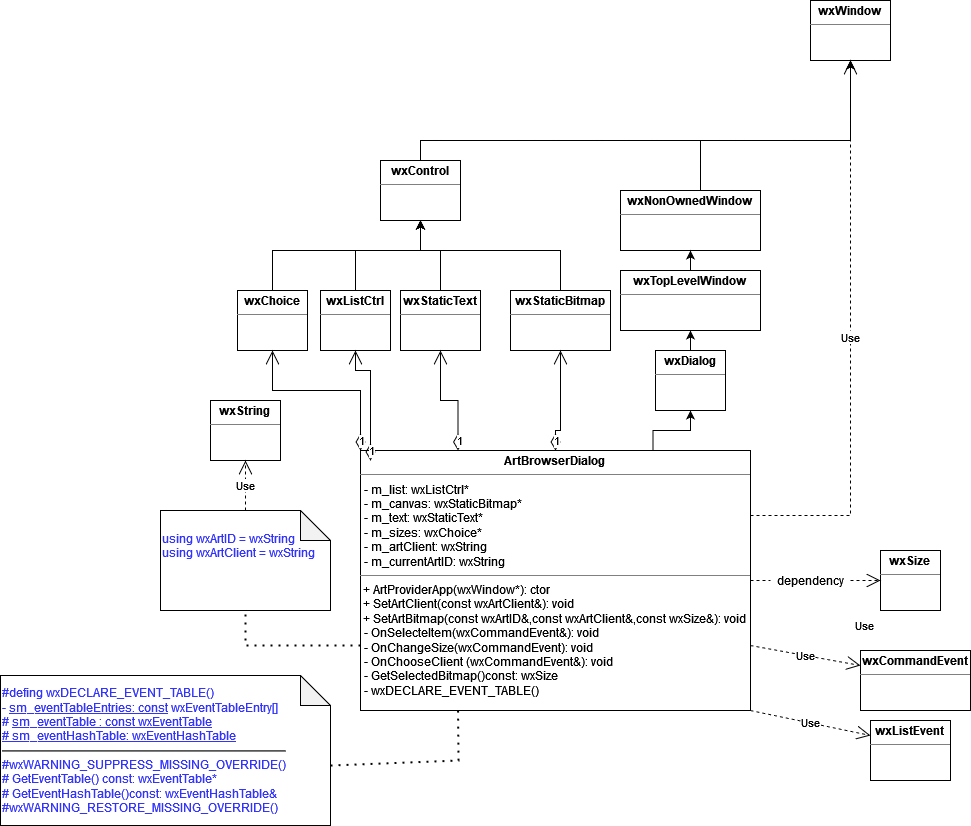 wxWindow
wxControl
wxNonOwnedWindow
wxTopLevelWindow
wxChoice
wxListCtrl
wxStaticText
wxStaticBitmap
Use
wxDialog
wxString
1
1
1
1
ArtBrowserDialog
Use
- m_list: wxListCtrl*
- m_canvas: wxStaticBitmap*
- m_text: wxStaticText*
- m_sizes: wxChoice*
- m_artClient: wxString
- m_currentArtID: wxString
using wxArtID = wxString
using wxArtClient = wxString
wxSize
dependency
+ ArtProviderApp(wxWindow*): ctor
+ SetArtClient(const wxArtClient&): void
+ SetArtBitmap(const wxArtID&,const wxArtClient&,const wxSize&): void
- OnSelecteItem(wxCommandEvent&): void
- OnChangeSize(wxCommandEvent): void
- OnChooseClient (wxCommandEvent&): void
- GetSelectedBitmap()const: wxSize
- wxDECLARE_EVENT_TABLE()
Use
Use
wxCommandEvent
Use
wxListEvent
#defing wxDECLARE_EVENT_TABLE()
- sm_eventTableEntries: const wxEventTableEntry[]
# sm_eventTable : const wxEventTable
# sm_eventHashTable: wxEventHashTable
#wxWARNING_SUPPRESS_MISSING_OVERRIDE()
# GetEventTable() const: wxEventTable*
# GetEventHashTable()const: wxEventHashTable&
#wxWARNING_RESTORE_MISSING_OVERRIDE()